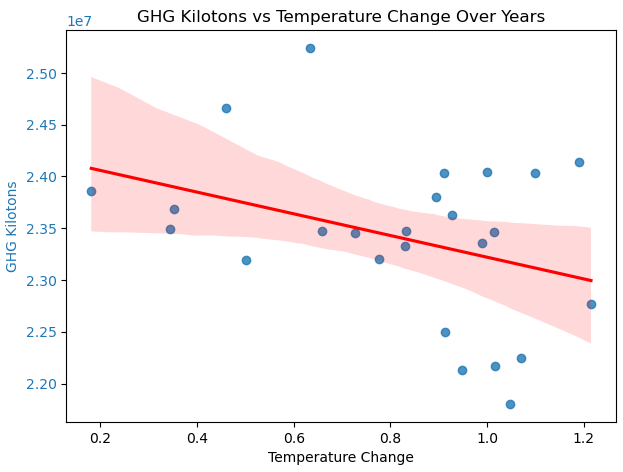 GHG Kilotons vs Temperature Change Over Years
1e7
2.50
2.45
2.40
2.35
2.30
2.25
2.20
GHG Kilotons
0.2 0.4 0.6 0.8 1.0 1.2
Temperature Change